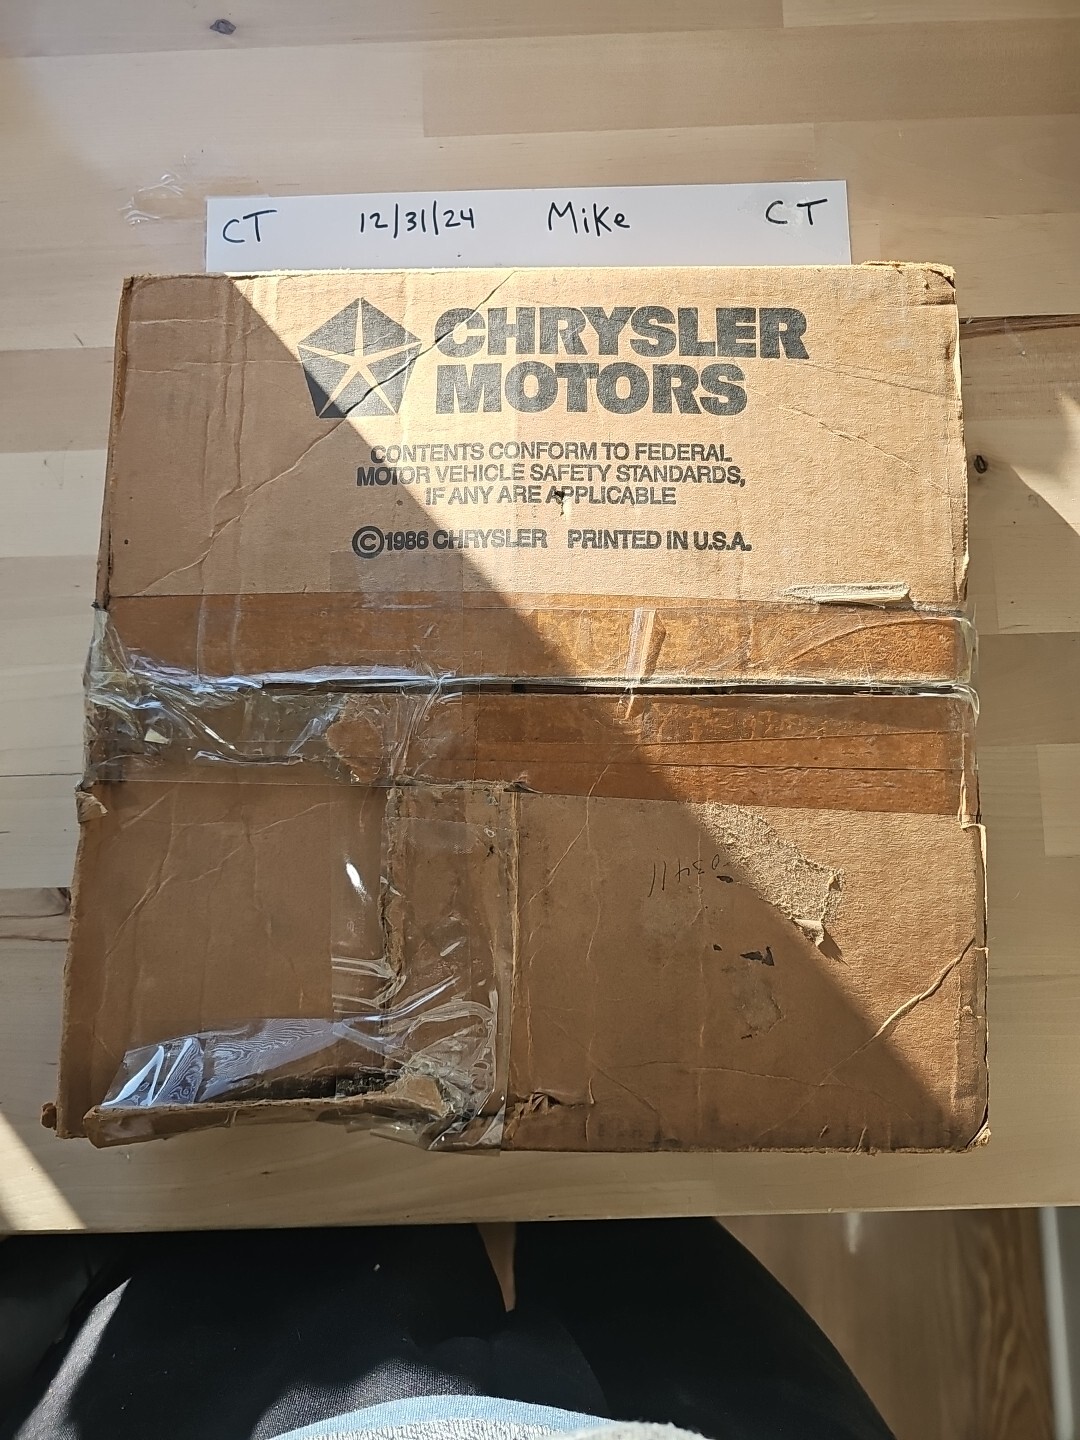 CT 12/31/24 Mike CT
CHRYSLER
MOTORS
CONTENTS CONFORM TO FEDERAL
MOTOR VEHICLE SAFETY STANDARDS,
IF ANY ARE APPLICABLE
©1986 CHRYSLER PRINTED IN U.S.A.